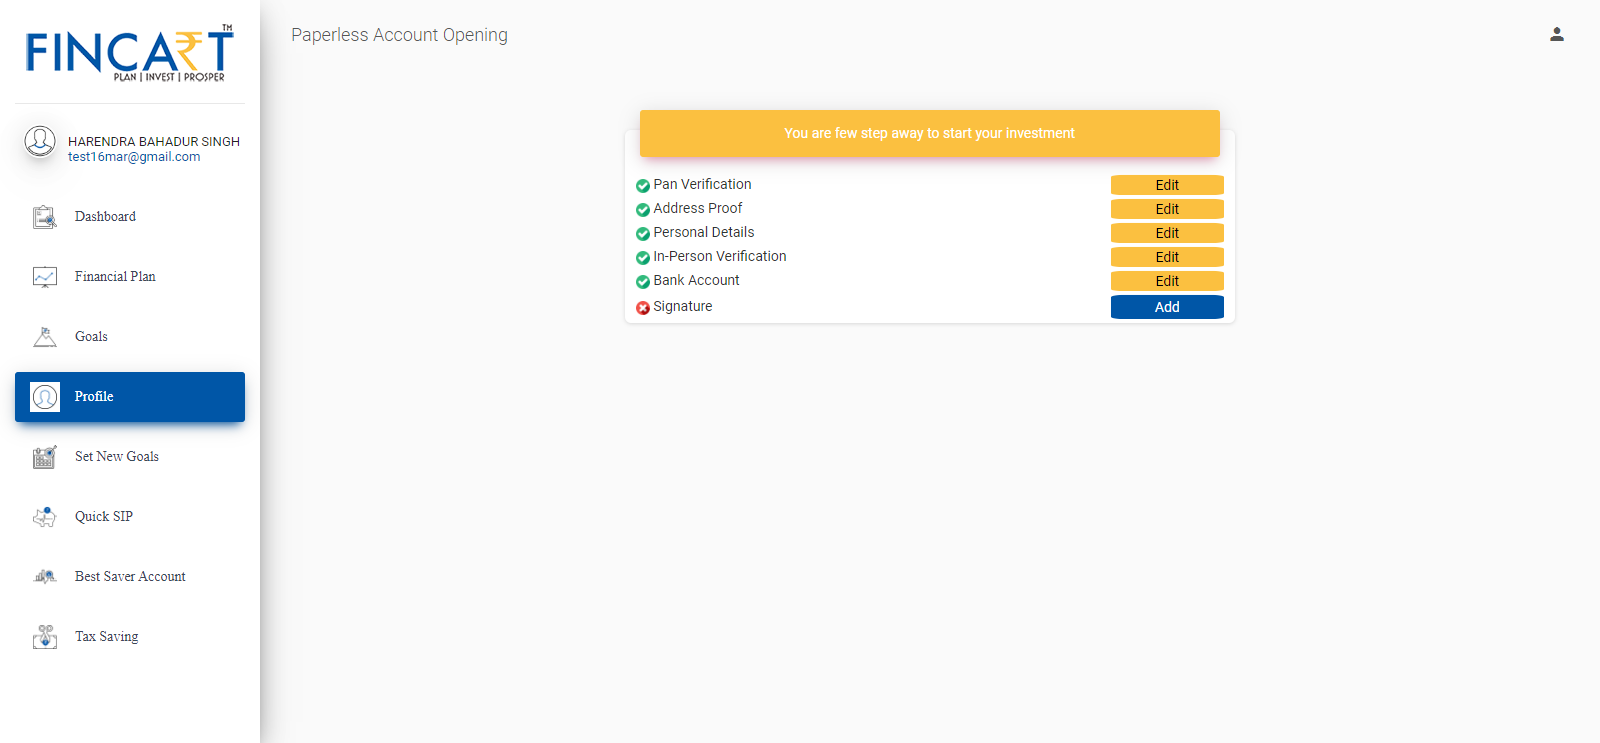 FINCART TM
PLAN | INVEST | PROSPER
HARENDRA BAHADUR SINGH
test16mar@gmail.com
Dashboard
Financial Plan
Goals
Profile
Set New Goals
Quick SIP
Best Saver Account
Tax Saving
Paperless Account Opening
You are few step away to start your investment
Pan Verification Edit
Address Proof Edit
Personal Details Edit
In-Person Verification Edit
Bank Account Edit
Signature Add